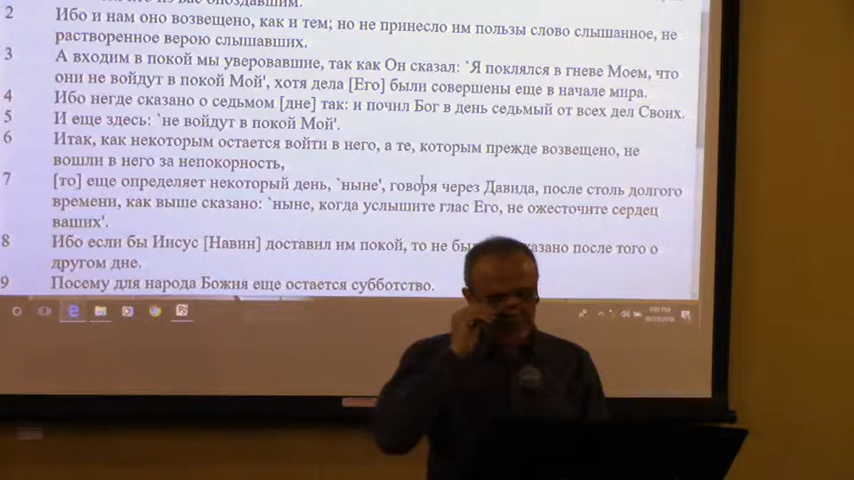 опоздавшим.
2 Ибо и нам оно возвещено, как и тем; но не принесло им пользы слово слышанное, не
растворенное верою слышавших.
3 А входим в покой мы уверовавшие, так как Он сказал: `Я поклялся в гневе Моем, что
они не войдут в покой Мой', хотя дела [Его] были совершены еще в начале мира.
4 Ибо негде сказано о седьмом [дне] так: и почил Бог в день седьмый от всех дел Своих.
5 И еще здесь: `не войдут в покой Мой'.
6 Итак, как некоторым остается войти в него, а те, которым прежде возвещено, не
вошли в него за непокорность,
7 [то] еще определяет некоторый день, `ныне', говоря через Давида, после столь долгого
времени, как выше сказано: `ныне, когда услышите глас Его, не ожесточите сердец
ваших'.
8 Ибо если бы Иисус [Навин] доставил им покой, то не бы казано после того о
другом дне.
9 Посему для народа Божия еще остается субботство.